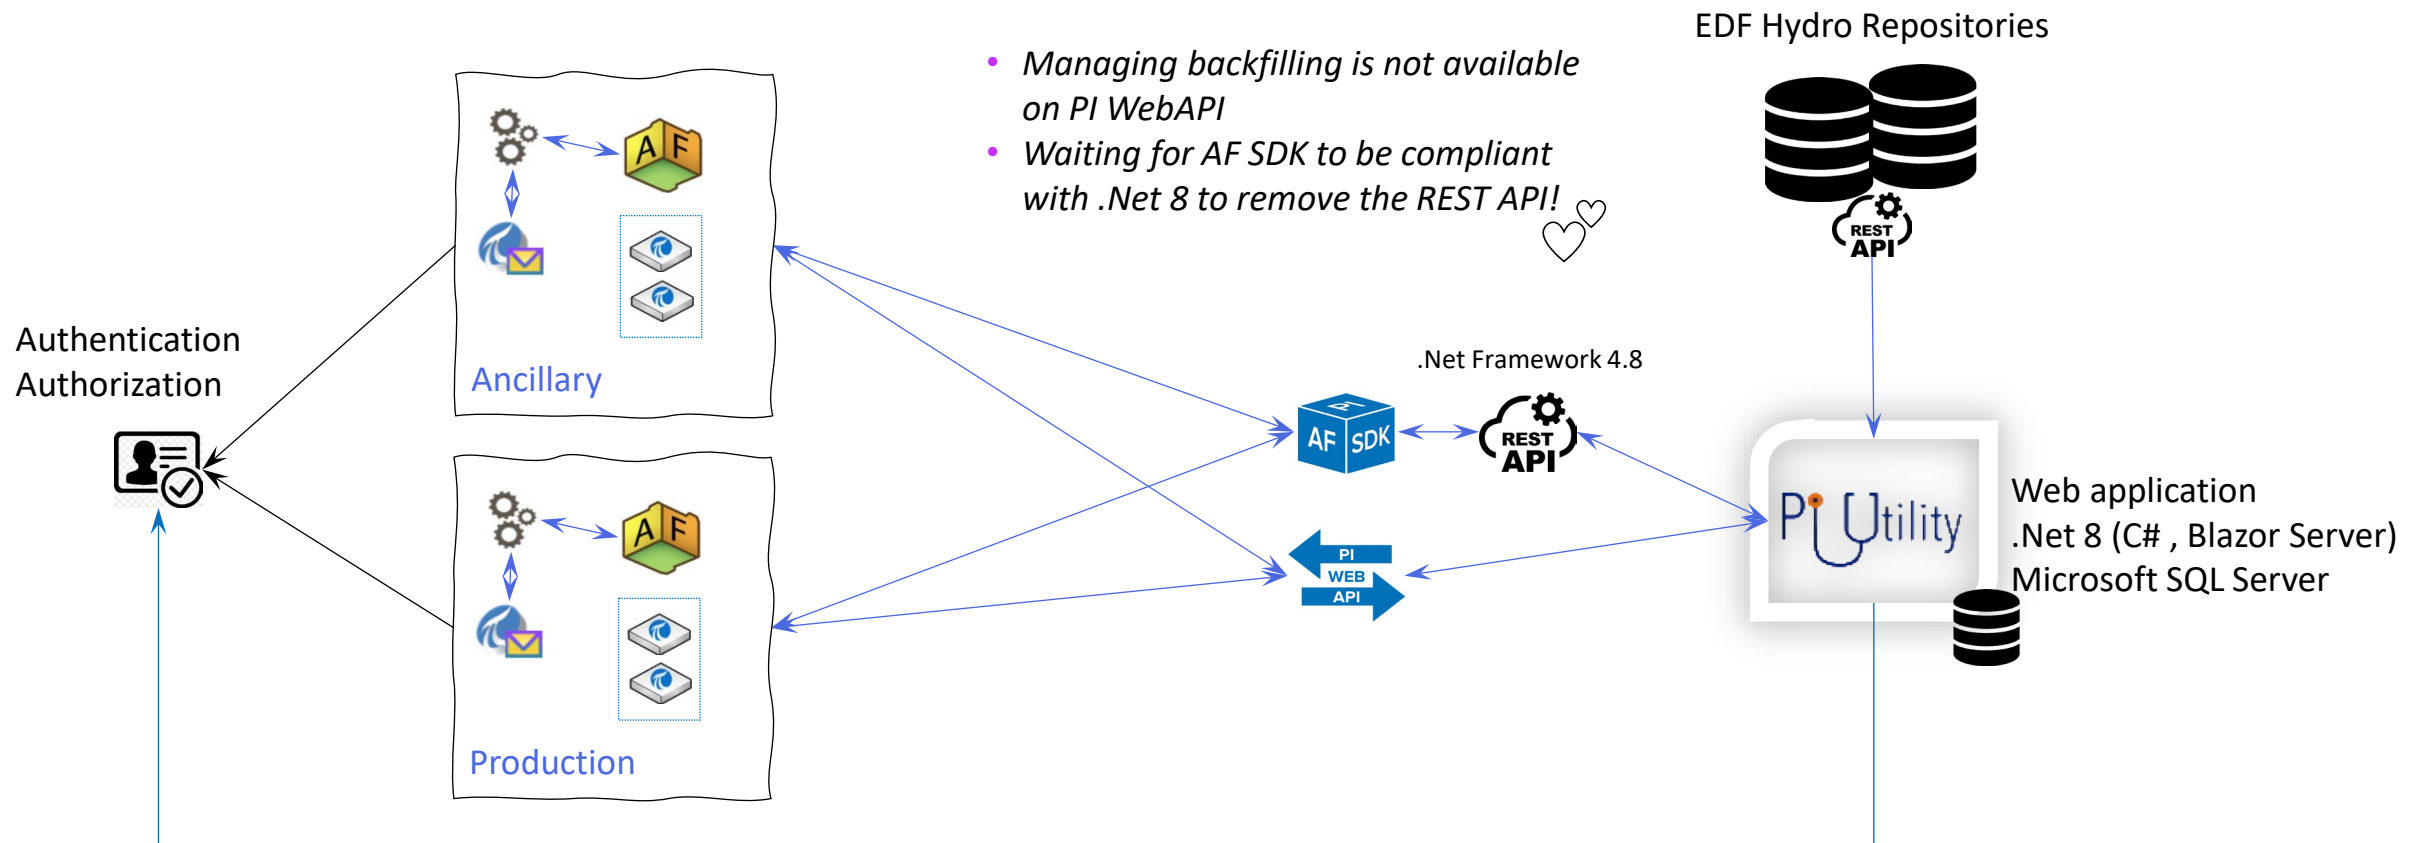 EDF Hydro Repositories
• Managing backfilling is not available
on PI WebAPI
• Waiting for AF SDK to be compliant
with .Net 8 to remove the REST API!
REST
API
A F
Ancillary
Authentication
Authorization
.Net Framework 4.8
PI
AF SDK
REST
API
Pi Utility
Web application
.Net 8 (C# , Blazor Server)
Microsoft SQL Server
A F
PI
WEB
API
Production